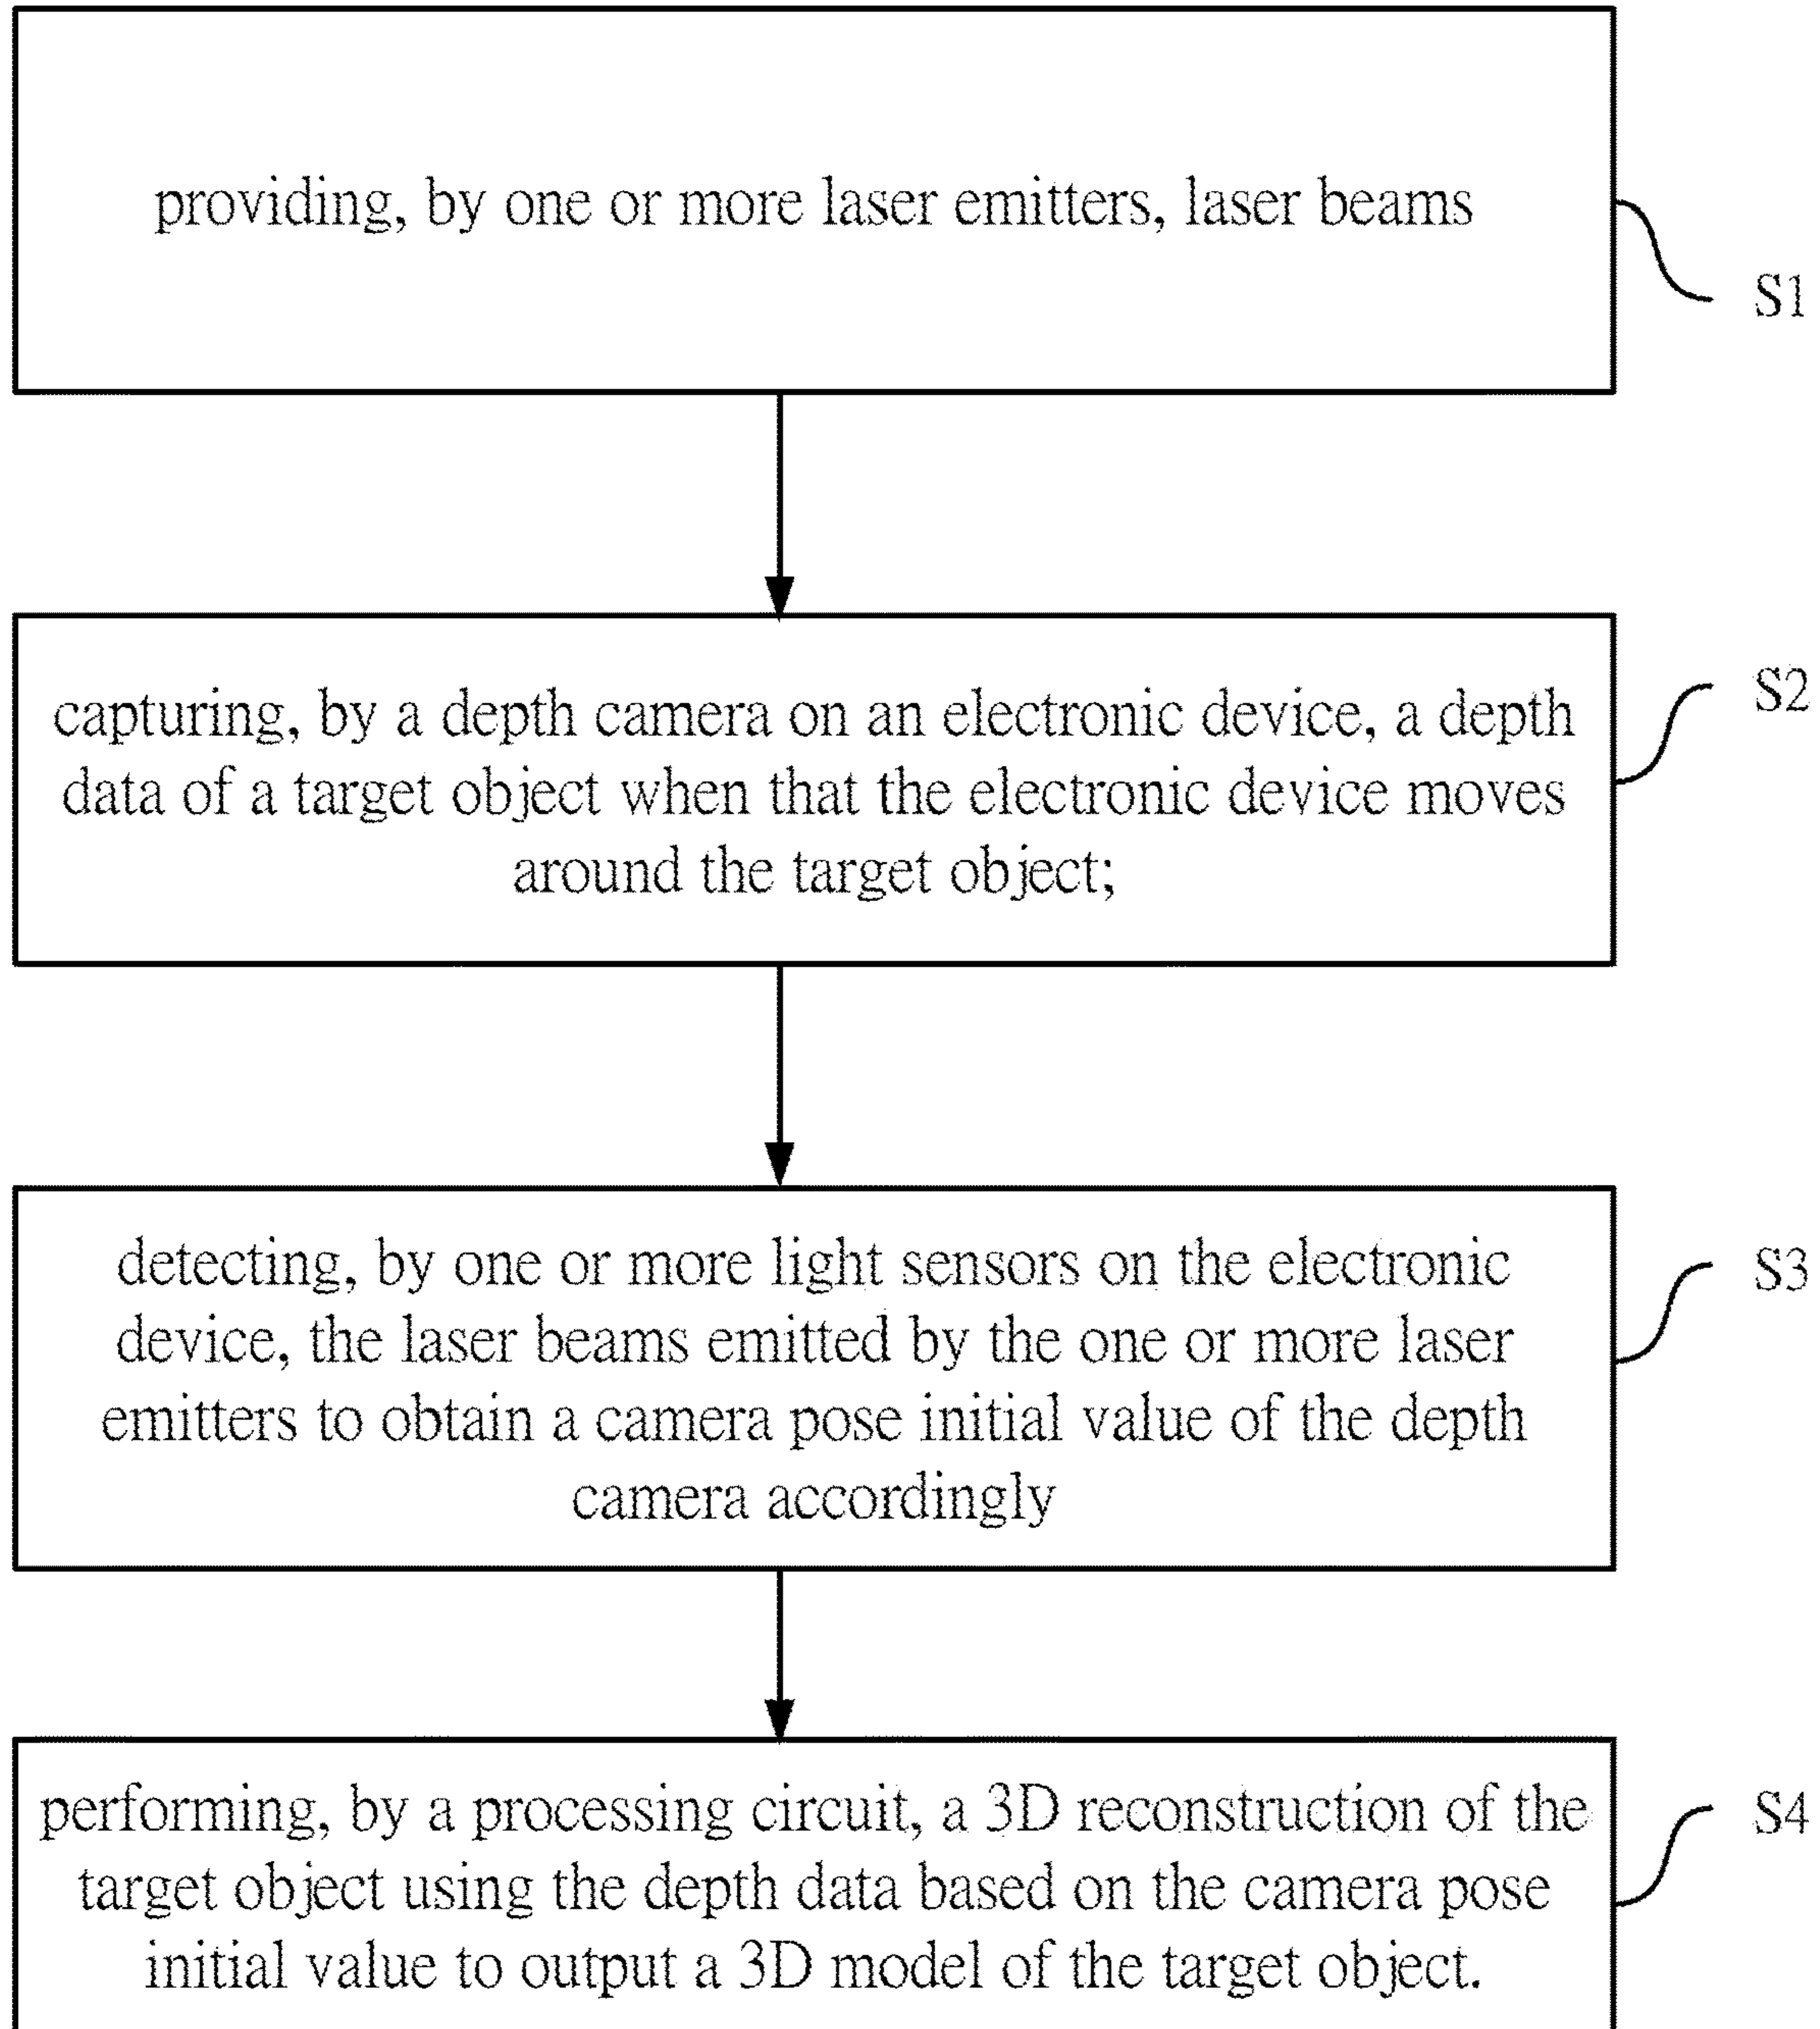 providing, by one or more laser emitters, laser beams
S1
capturing, by a depth camera on an electronic device, a depth
data of a target object when that the electronic device moves
around the target object;
S2
detecting, by one or more light sensors on the electronic
device, the laser beams emitted by the one or more laser
emitters to obtain a camera pose initial value of the depth
camera accordingly
S3
performing, by a processing circuit, a 3D reconstruction of the
target object using the depth data based on the camera pose
initial value to output a 3D model of the target object.
S4